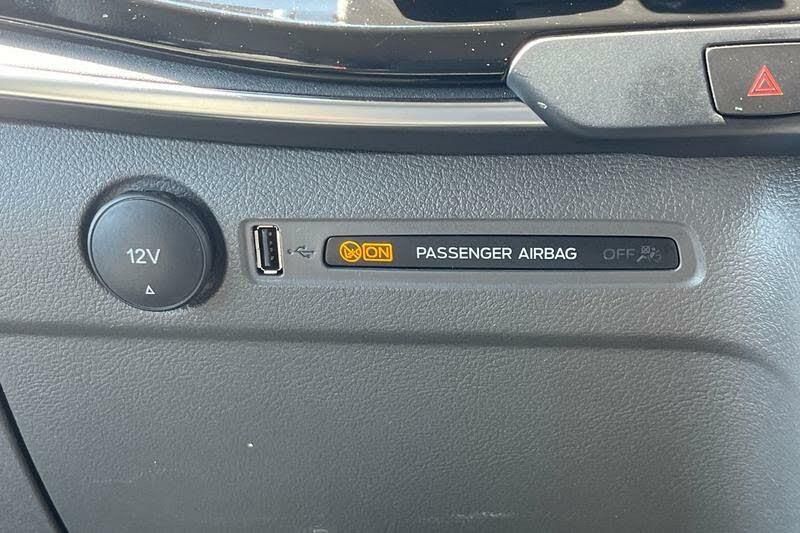 12V
ON PASSENGER AIRBAG OFF